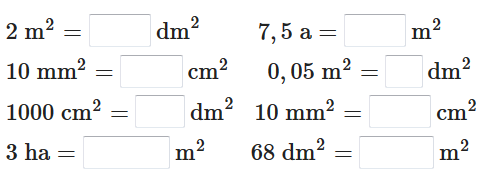 2 m² = dm² 7,5 a = m²
10 mm² = cm² 0,05 m² = dm²
1000 cm² = dm² 10 mm² = cm²
3 ha = m² 68 dm² = m²